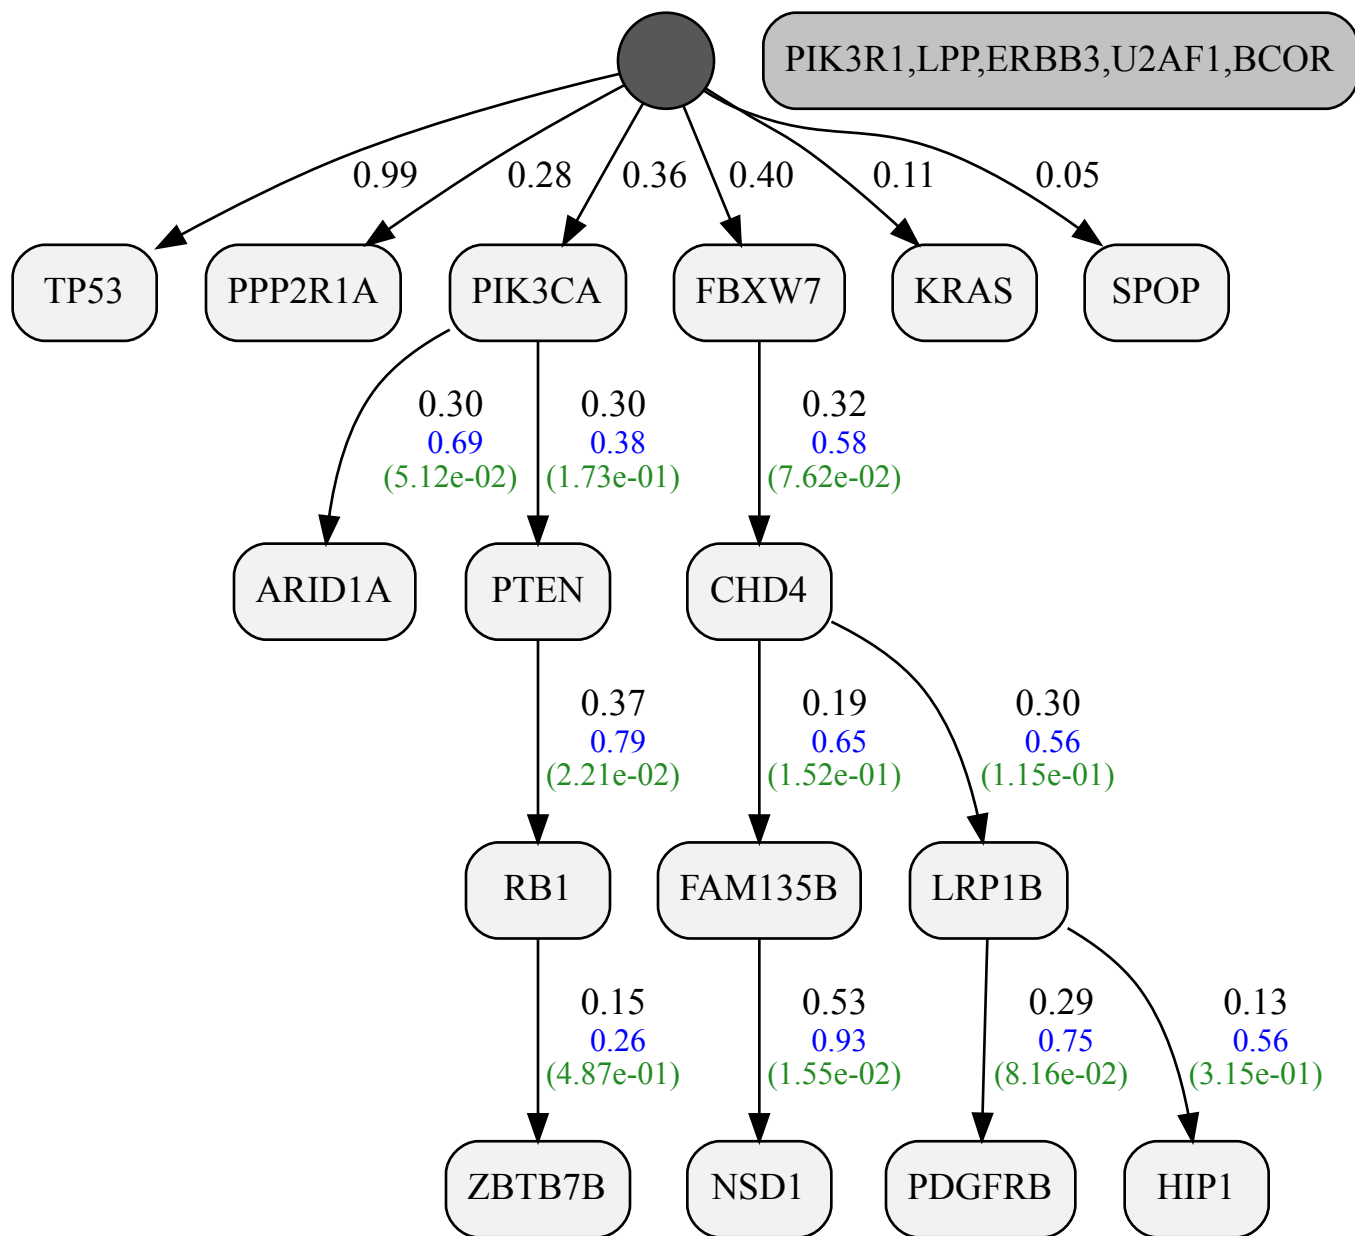 PIK3R1,LPP,ERBB3,U2AF1,BCOR
0.99
0.28
0.36
0.40
0.11
0.05
TP53
PPP2R1A
PIK3CA
FBXW7
KRAS
SPOP
0.30
0.69
(5.12e-02)
0.30
0.38
(1.73e-01)
0.32
0.58
(7.62e-02)
ARID1A
PTEN
CHD4
0.37
0.79
(2.21e-02)
0.19
0.65
(1.52e-01)
0.30
0.56
(1.15e-01)
RB1
FAM135B
LRP1B
0.15
0.26
(4.87e-01)
0.53
0.93
(1.55e-02)
0.29
0.75
(8.16e-02)
0.13
0.56
(3.15e-01)
ZBTB7B
NSD1
PDGFRB
HIP1